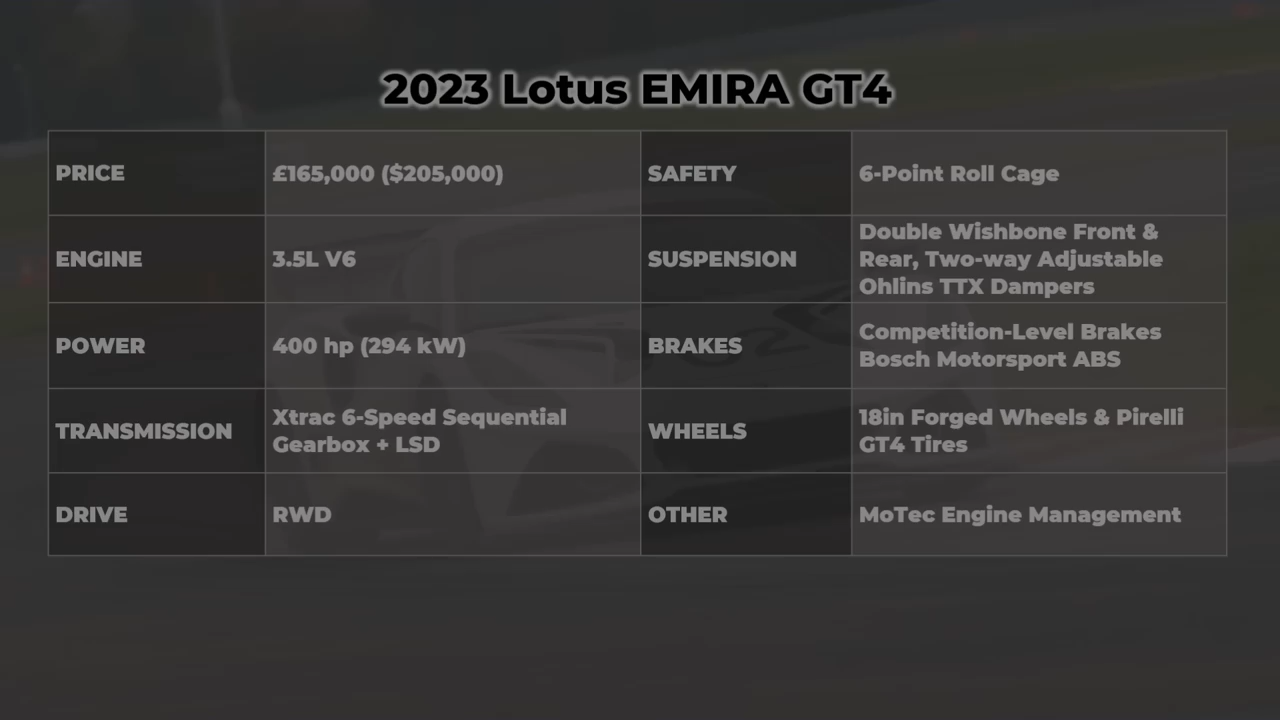 2023 Lotus EMIRA GT4
PRICE
£165,000 ($205,000)
SAFETY
6-Point Roll Cage
ENGINE
3.5L V6
SUSPENSION
Double Wishbone Front &
Rear, Two-way Adjustable
Ohlins TTX Dampers
POWER
400 hp (294 kW)
BRAKES
Competition-Level Brakes
Bosch Motorsport ABS
TRANSMISSION
Xtrac 6-Speed Sequential
Gearbox + LSD
WHEELS
18in Forged Wheels & Pirelli
GT4 Tires
DRIVE
RWD
OTHER
MoTec Engine Management